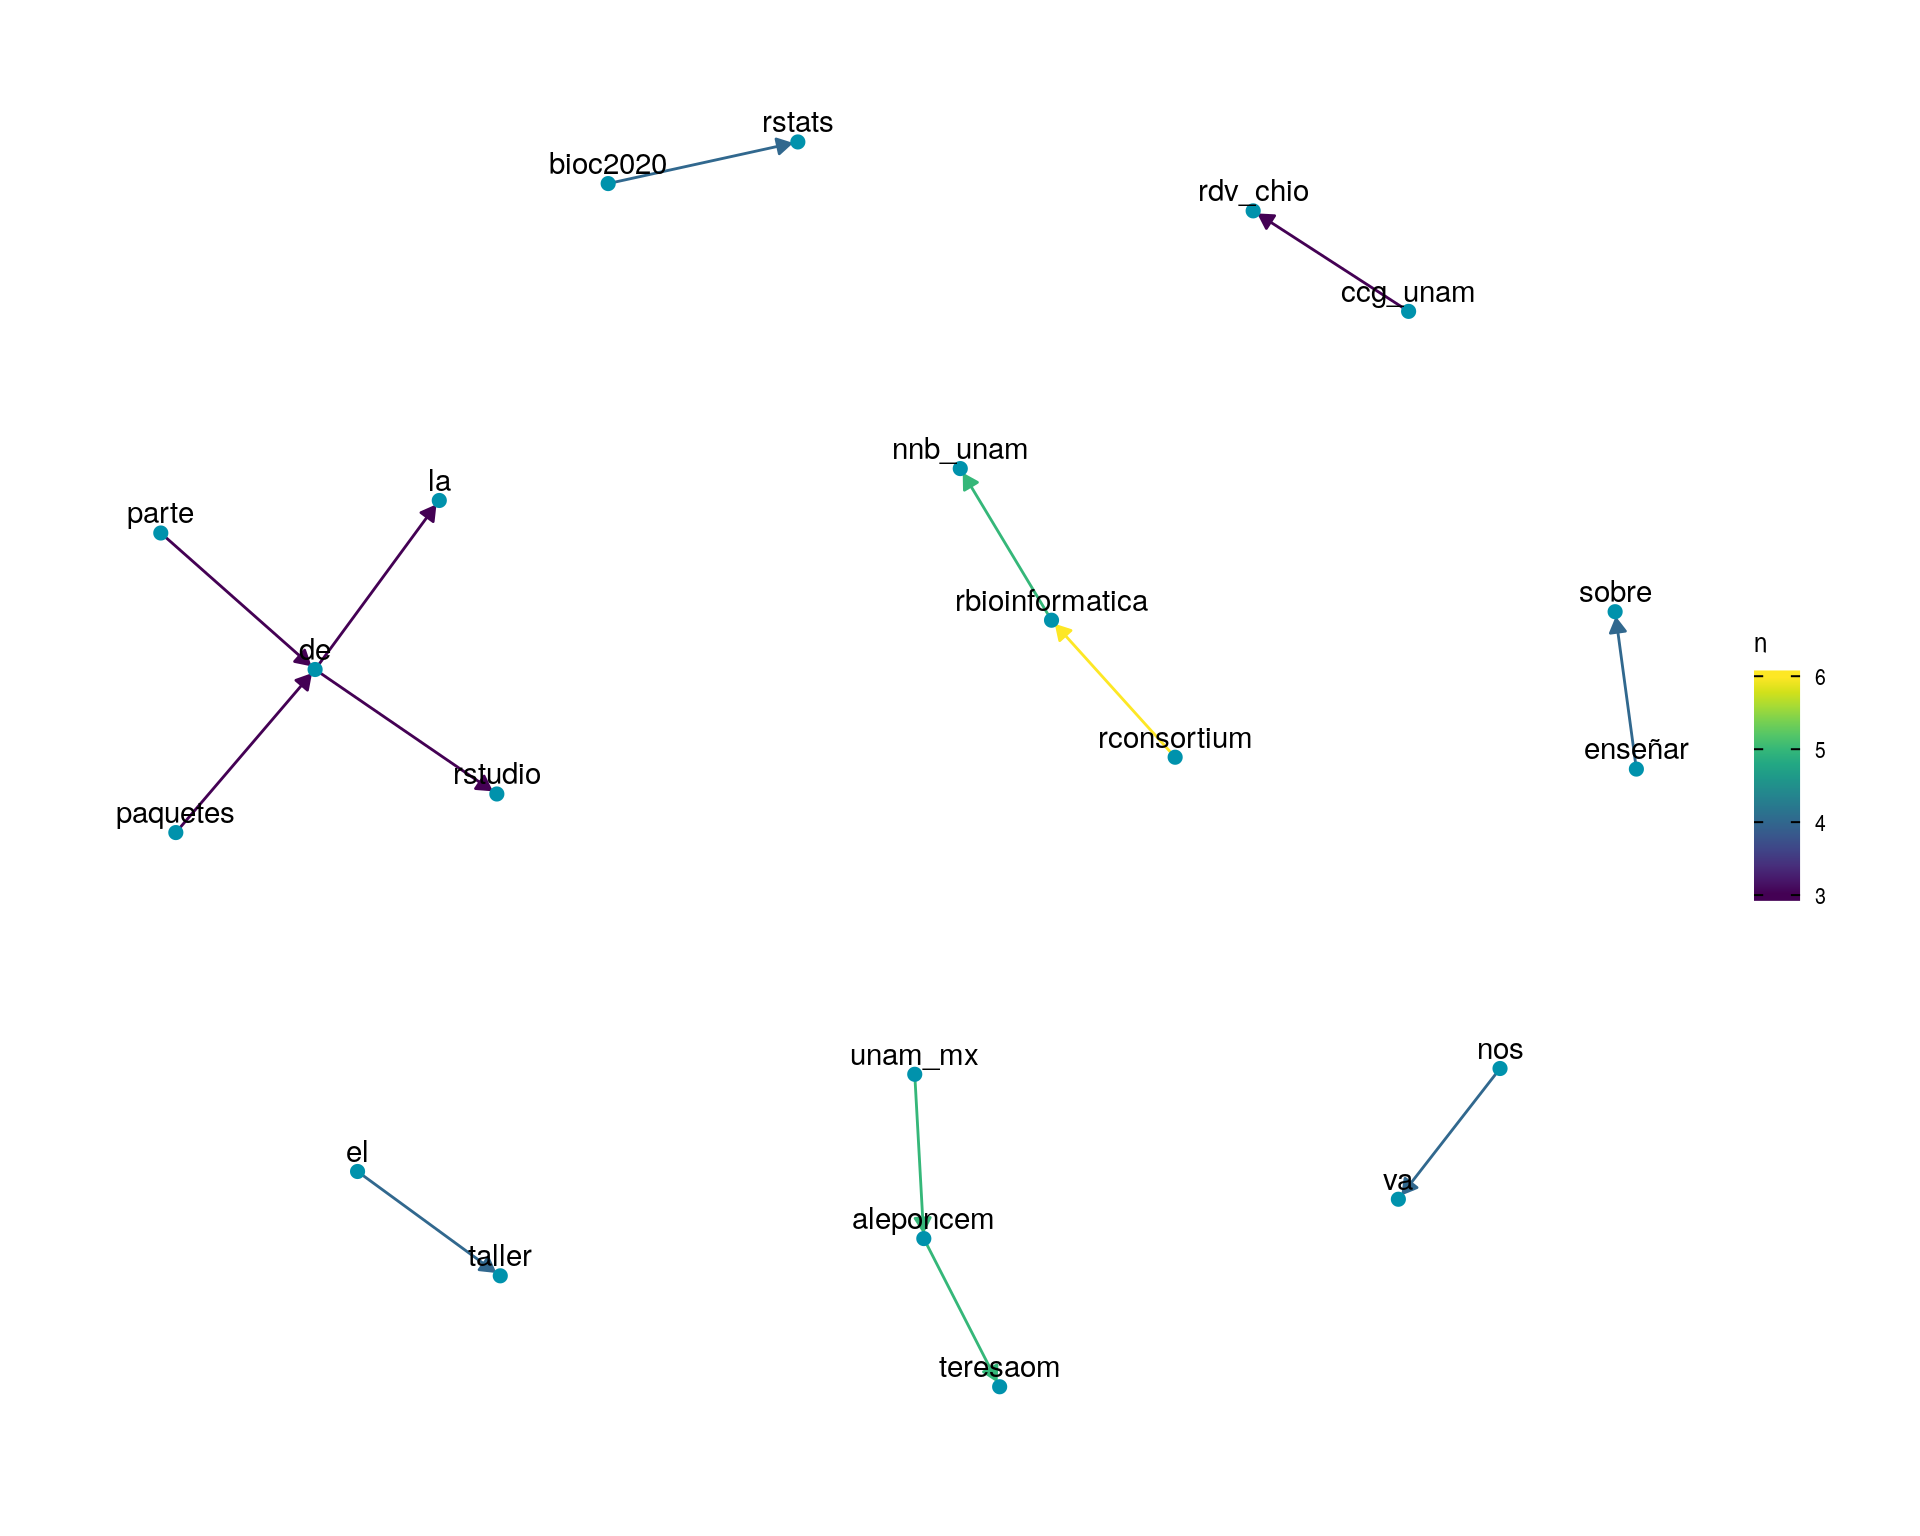 rstats
bioc2020
rdv_chio
ccg_unam
nnb_unam
la
parte
rbioinformatica
sobre
de
n
6
rconsortium
enseñar
5
rstudio
paquetes
4
3
unam_mx
nos
el
va
aleponcem
taller
teresaom